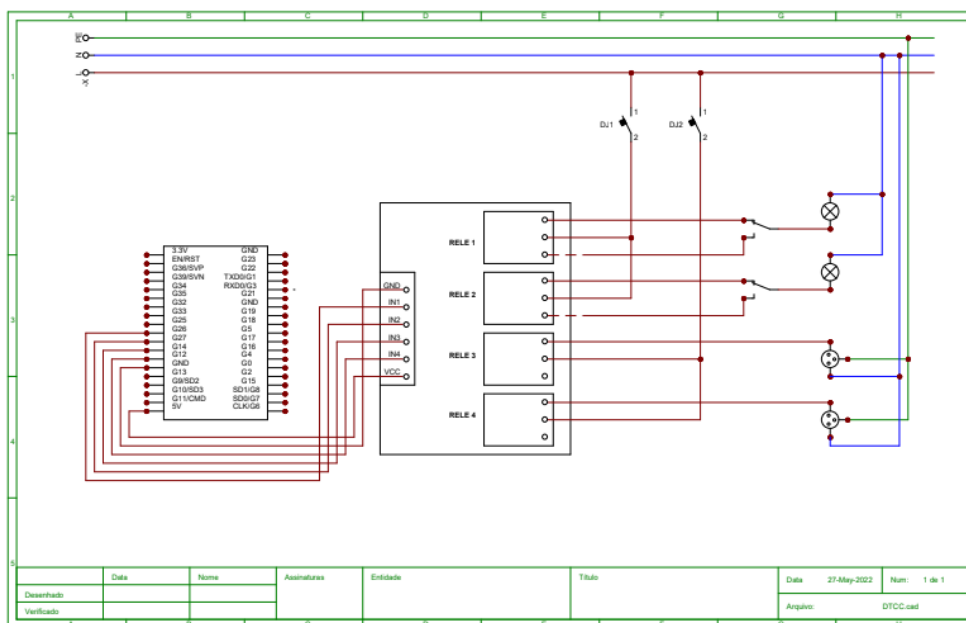 A B C D E F G H
PE
N
L
1
1 1
DJ1 DJ2
2 2
2
RELE 1
3.3V GND
EN/RST G23
G36/SVP G22
G39/SVN TXD0/G1
G34 RXD0/G3
G35 G21
G32 GND
G33 G19
G25 G18
G26 G5
G27 G17
G14 G16
G12 G4
GND G0
G13 G2
G9/SD2 G15
G10/SD3 SD1/G8
G11/CMD SD0/G7
5V CLK/G6
GND
IN1
IN2
IN3
IN4
VCC
RELE 2
3
RELE 3
RELE 4
4
5
Data Nome Assinaturas Entidade Título Data 27-May-2022 Num: 1 de 1
Desenhado
Verificado
Arquivo: DTCC.cad